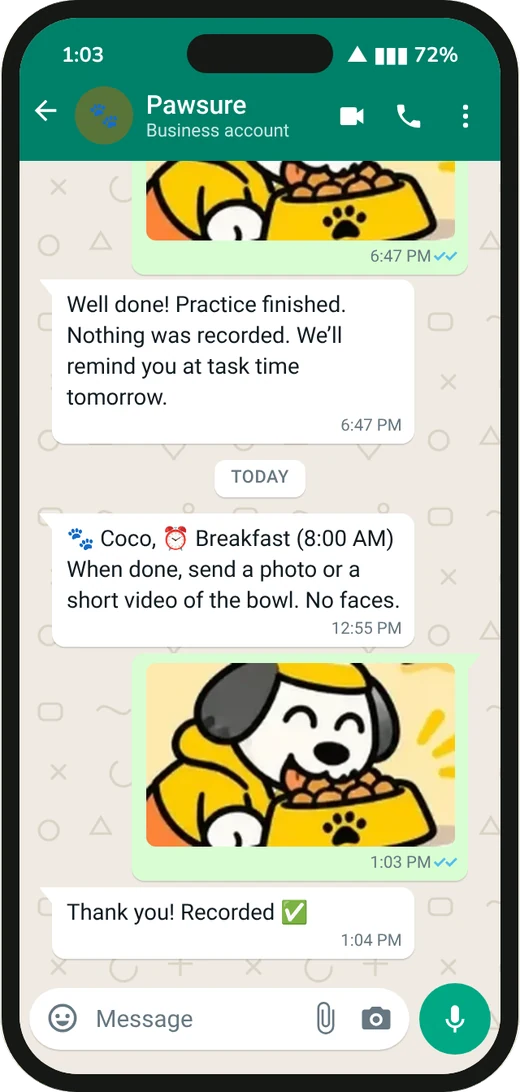 1:03
72%
Pawsure
Business account
6:47 PM
Well done! Practice finished.
Nothing was recorded. We’ll
remind you at task time
tomorrow.
6:47 PM
TODAY
🐾 Coco, ⏰ Breakfast (8:00 AM)
When done, send a photo or a
short video of the bowl. No faces.
12:55 PM
1:03 PM
Thank you! Recorded ✅
1:04 PM
Message